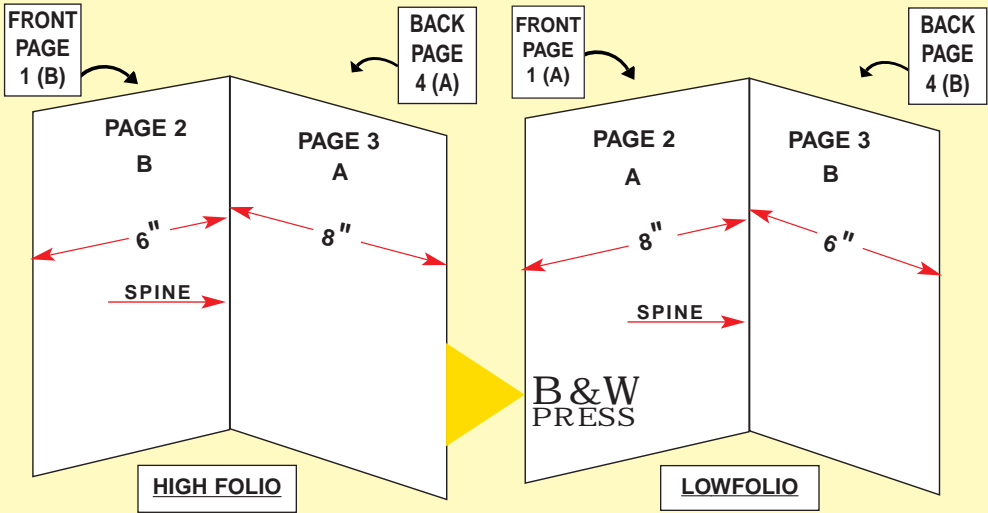 FRONT
PAGE
1 (B)
BACK
PAGE
4 (A)
PAGE 2
B
PAGE 3
A
6"
8"
SPINE
HIGH FOLIO
FRONT
PAGE
1 (A)
BACK
PAGE
4 (B)
PAGE 2
A
PAGE 3
B
8"
6"
SPINE
B&W
PRESS
LOWFOLIO